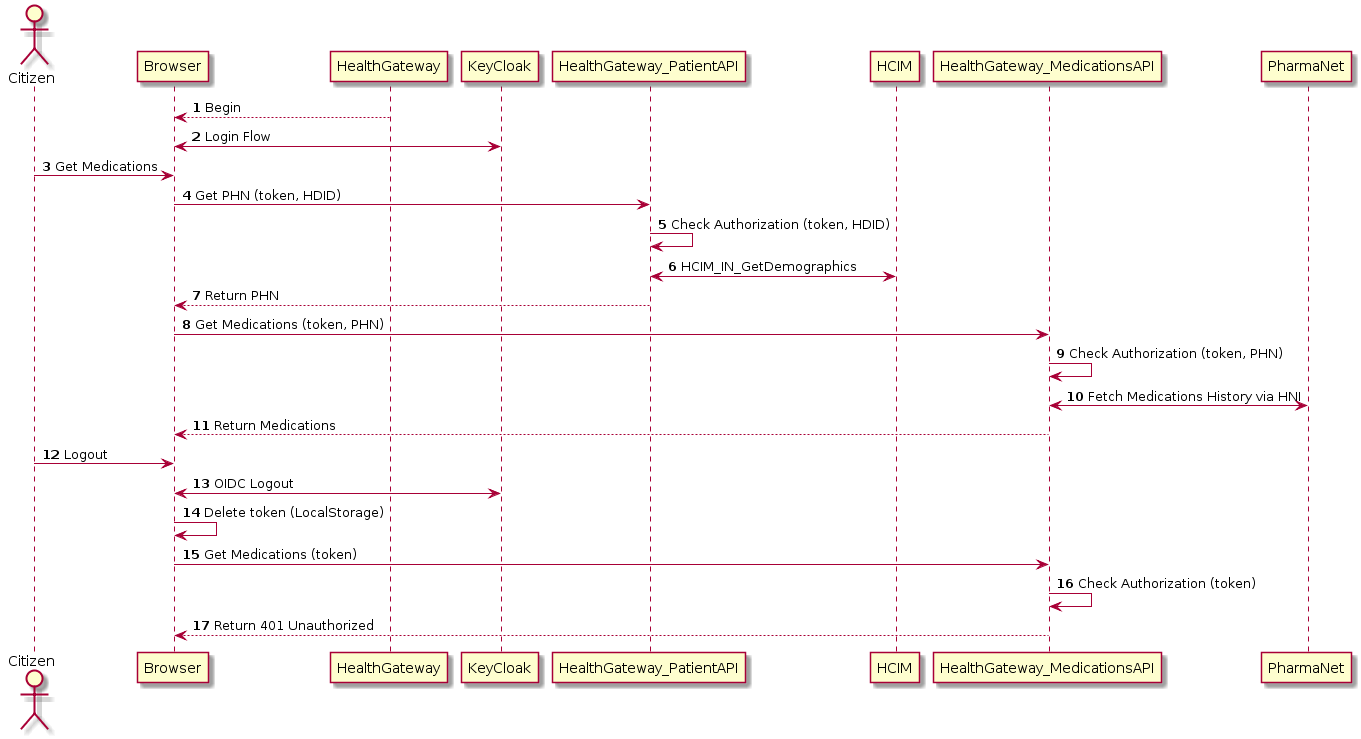 Citizen
Browser
HealthGateway
KeyCloak
HealthGateway_PatientAPI
HCIM
HealthGateway_MedicationsAPI
PharmaNet
1 Begin
2 Login Flow
3 Get Medications
4 Get PHN (token, HDID)
5 Check Authorization (token, HDID)
6 HCIM_IN_GetDemographics
7 Return PHN
8 Get Medications (token, PHN)
9 Check Authorization (token, PHN)
10 Fetch Medications History via HNI
11 Return Medications
12 Logout
13 OIDC Logout
14 Delete token (LocalStorage)
15 Get Medications (token)
16 Check Authorization (token)
17 Return 401 Unauthorized
Citizen
Browser
HealthGateway
KeyCloak
HealthGateway_PatientAPI
HCIM
HealthGateway_MedicationsAPI
PharmaNet